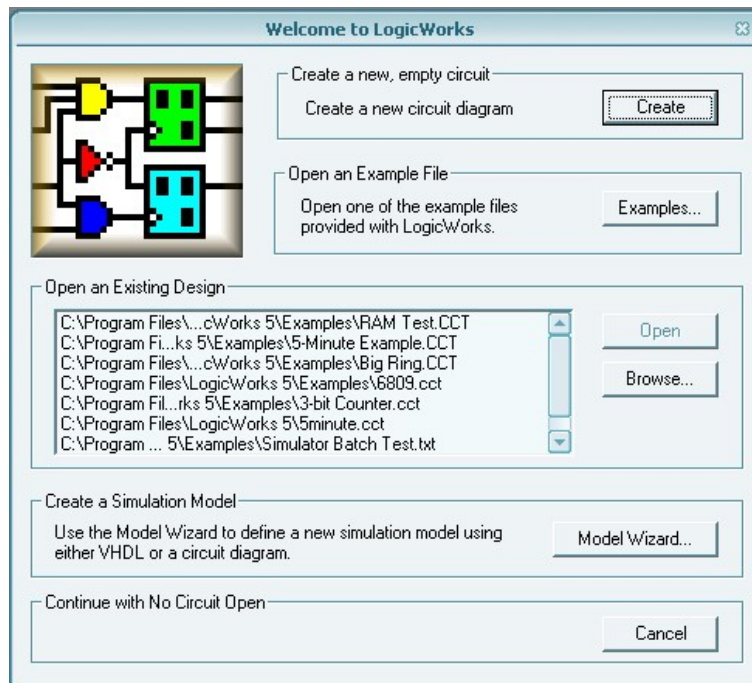 Welcome to LogicWorks
Create a new, empty circuit
Create a new circuit diagram
Create
Open an Example File
Open one of the example files
provided with LogicWorks.
Examples...
Open an Existing Design
C:\Program Files\...cWorks 5\Examples\RAM Test.CCT
C:\Program Fi...ks 5\Examples\5-Minute Example.CCT
C:\Program Files\...cWorks 5\Examples\Big Ring.CCT
C:\Program Files\LogicWorks 5\Examples\6809.cct
C:\Program Fil...rks 5\Examples\3-bit Counter.cct
C:\Program Files\LogicWorks 5\5minute.cct
C:\Program ... 5\Examples\Simulator Batch Test.txt
Open
Browse...
Create a Simulation Model
Use the Model Wizard to define a new simulation model using
either VHDL or a circuit diagram.
Model Wizard...
Continue with No Circuit Open
Cancel